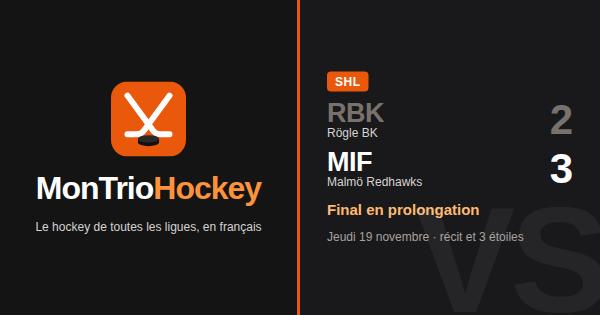 MonTrioHockey
Le hockey de toutes les ligues, en français
SHL
RBK 2
Rögle BK
MIF 3
Malmö Redhawks
Final en prolongation
Jeudi 19 novembre · récit et 3 étoiles
VS